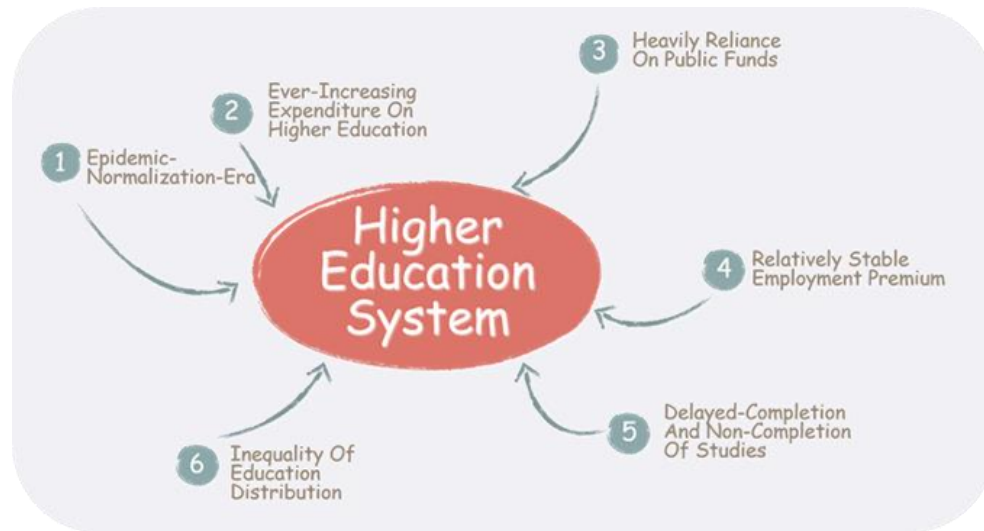 1
Epidemic-
Normalization-Era
2
Ever-Increasing
Expenditure On
Higher Education
3
Heavily Reliance
On Public Funds
Higher
Education
System
4
Relatively Stable
Employment Premium
5
Delayed-Completion
And Non-Completion
Of Studies
6
Inequality Of
Education
Distribution